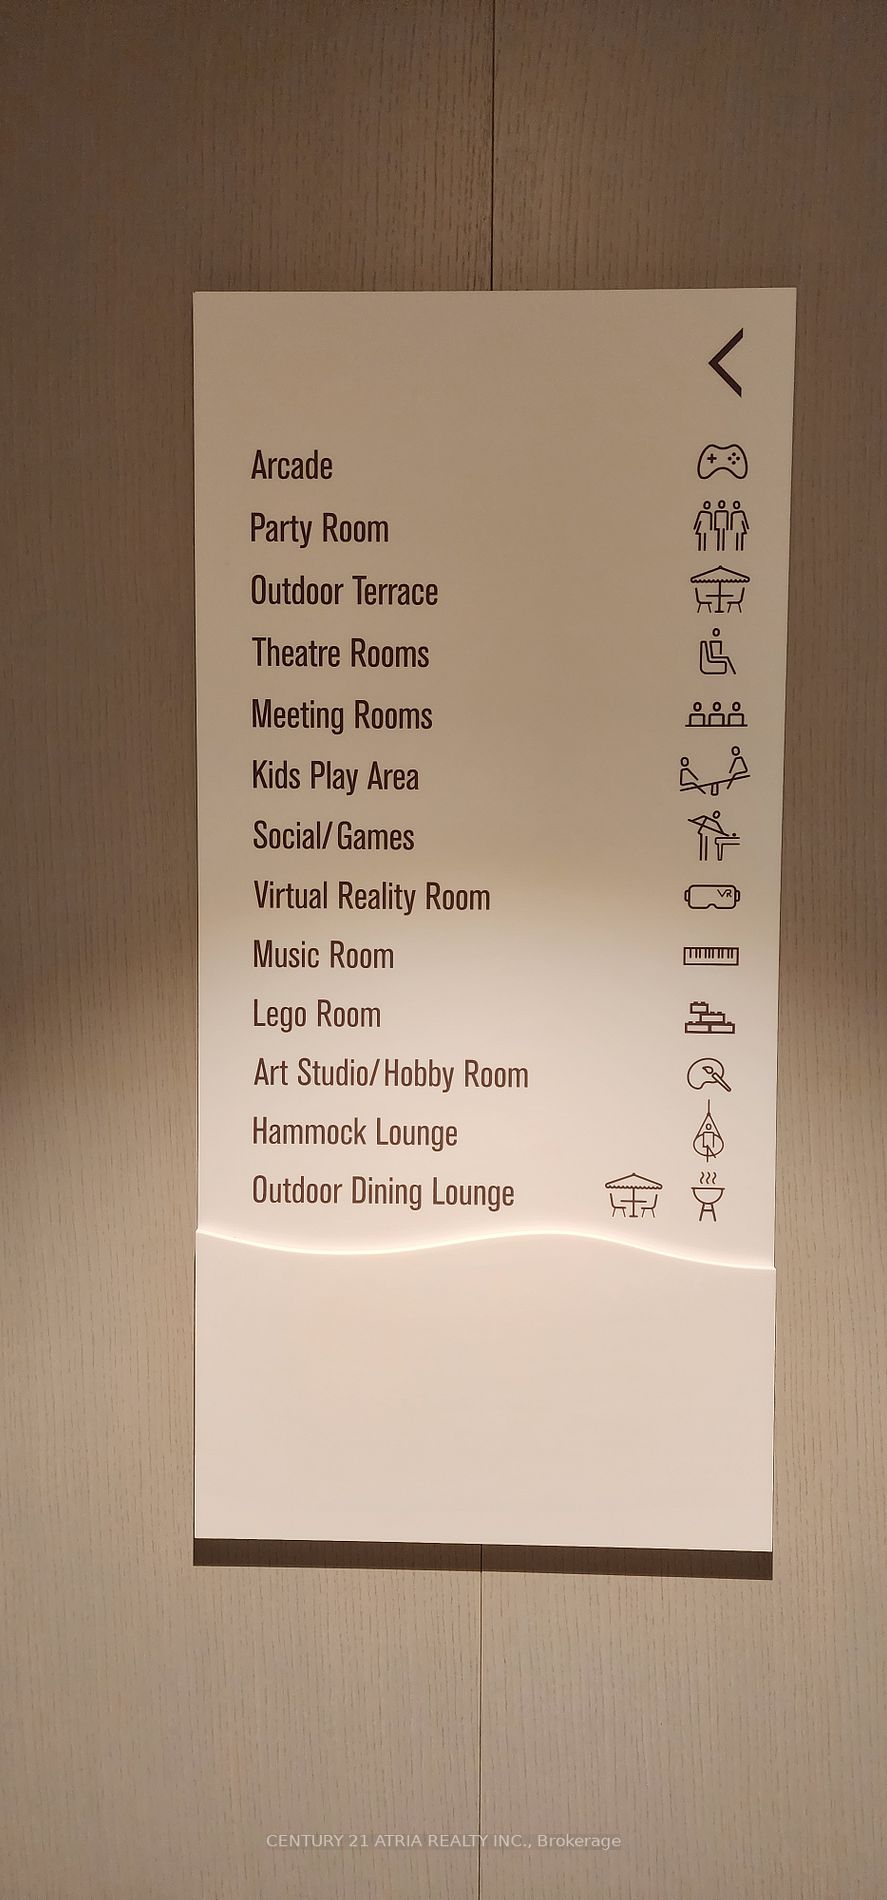 Arcade
Party Room
Outdoor Terrace
Theatre Rooms
Meeting Rooms
Kids Play Area
Social/Games
Virtual Reality Room
VR
Music Room
Lego Room
Art Studio/Hobby Room
Hammock Lounge
Outdoor Dining Lounge
CENTURY 21 ATRIA REALTY INC., Brokerage